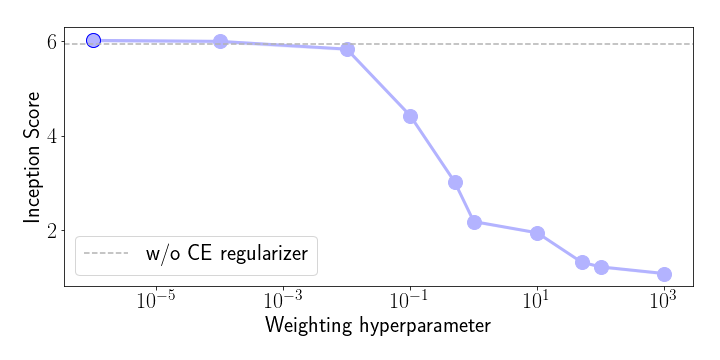 Inception Score
6
4
2
w/o CE regularizer
10^-5 10^-3 10^-1 10^1 10^3
Weighting hyperparameter